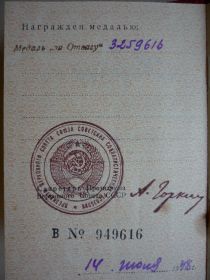 Награжден медалью:
Медаль „за Отвагу" 3259616
Секретарь Президиума
Верховного Совета СССР
А. Горкин
В № 949616
14 июня